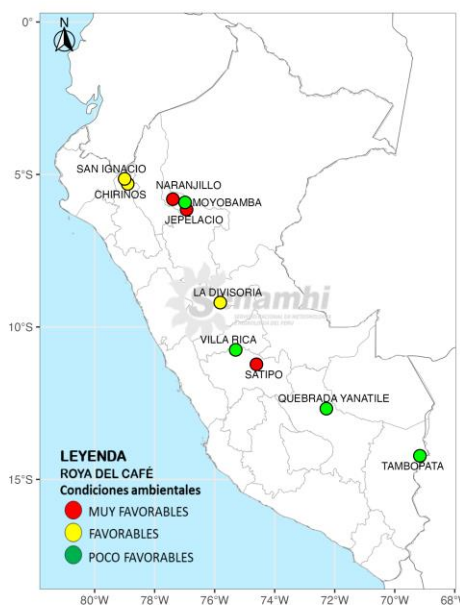 N
0°
SAN IGNACIO
CHIRINOS
NARANJILLO
MOYOBAMBA
JEPELACIO
5°S
LA DIVISORIA
Senamhi
10°S
VILLA RICA
SATIPO
QUEBRADA YANATILE
TAMBOPATA
15°S
LEYENDA
ROYA DEL CAFÉ
Condiciones ambientales
MUY FAVORABLES
FAVORABLES
POCO FAVORABLES
80°W 78°W 76°W 74°W 72°W 70°W 68°W